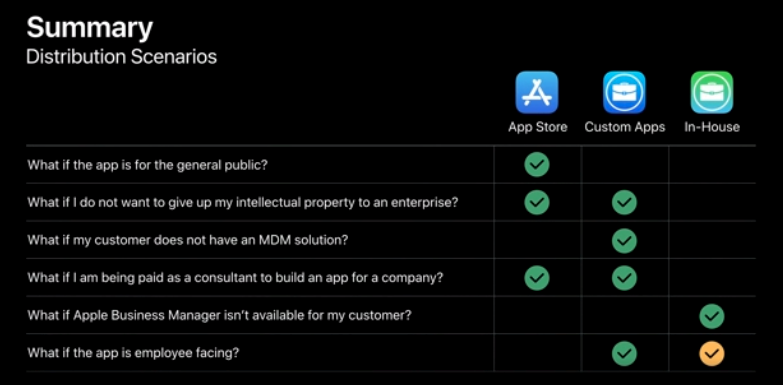 Summary
Distribution Scenarios
App Store
Custom Apps
In-House
What if the app is for the general public?
What if I do not want to give up my intellectual property to an enterprise?
What if my customer does not have an MDM solution?
What if I am being paid as a consultant to build an app for a company?
What if Apple Business Manager isn’t available for my customer?
What if the app is employee facing?